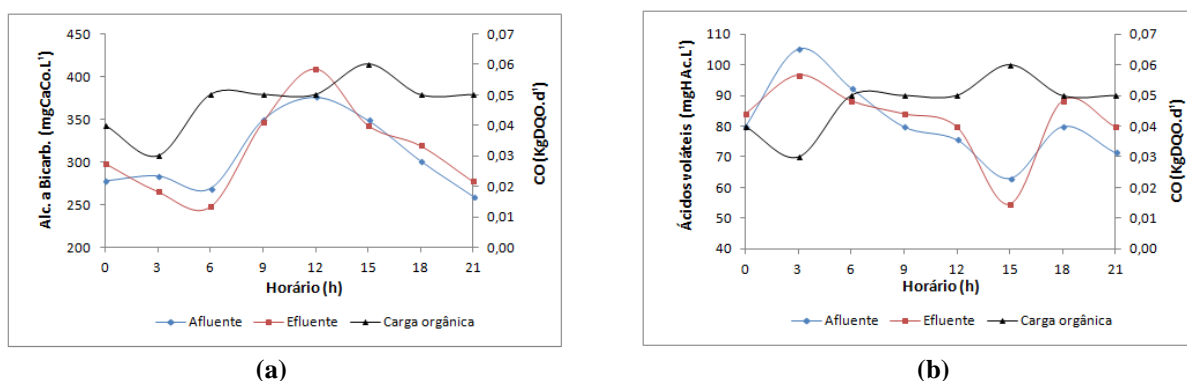 Alc. a Bicarb. (mgCaCo.L¹)
450
400
350
300
250
200
0,07
0,06
0,05
0,04
0,03
0,02
0,01
0,00
CO (KgDQO.d¹)
0 3 6 9 12 15 18 21
Horário (h)
Afluente Efluente Carga orgânica
(a)
Ácidos voláteis (mgHAc.L¹)
110
100
90
80
70
60
50
40
0,07
0,06
0,05
0,04
0,03
0,02
0,01
0,00
CO (KgDQO.d¹)
0 3 6 9 12 15 18 21
Horário (h)
Afluente Efluente Carga orgânica
(b)